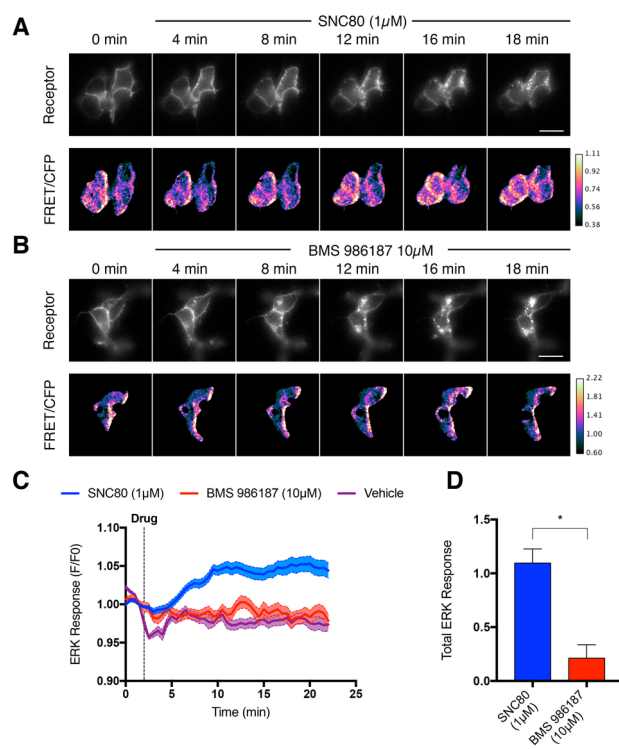 A
SNC80 (1µM)
0 min 4 min 8 min 12 min 16 min 18 min
Receptor
FRET/CFP
1.11
0.92
0.74
0.56
0.38
B
BMS 986187 10µM
0 min 4 min 8 min 12 min 16 min 18 min
Receptor
FRET/CFP
2.22
1.81
1.41
1.00
0.60
C
SNC80 (1µM) BMS 986187 (10µM) Vehicle
Drug
ERK Response (F/F0)
1.10
1.05
1.00
0.95
0.90
0 5 10 15 20 25
Time (min)
D
*
Total ERK Response
1.5
1.0
0.5
0.0
SNC80
(1µM)
BMS 986187
(10µM)